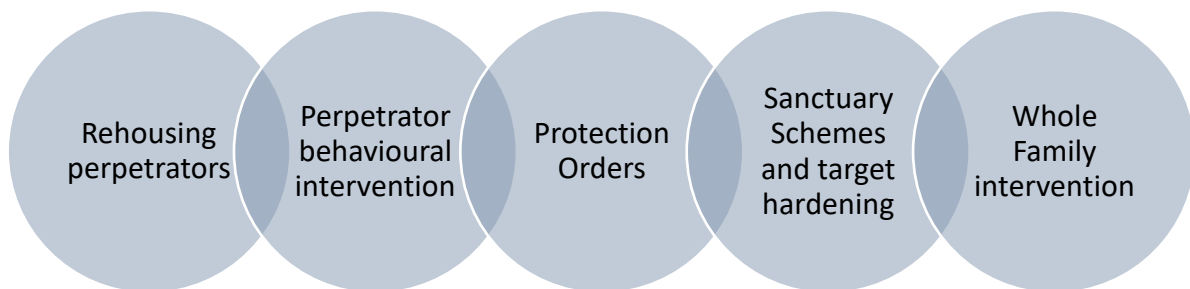 Rehousing
perpetrators
Perpetrator
behavioural
intervention
Protection
Orders
Sanctuary
Schemes
and target
hardening
Whole
Family
intervention